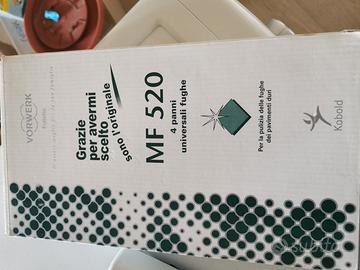 VORWERK
Grazie
per avermi
scelto
sono l'originale
MF 520
4 panni
universali fughe
Per la pulizia delle fughe
dei pavimenti duri
Kobold
subito